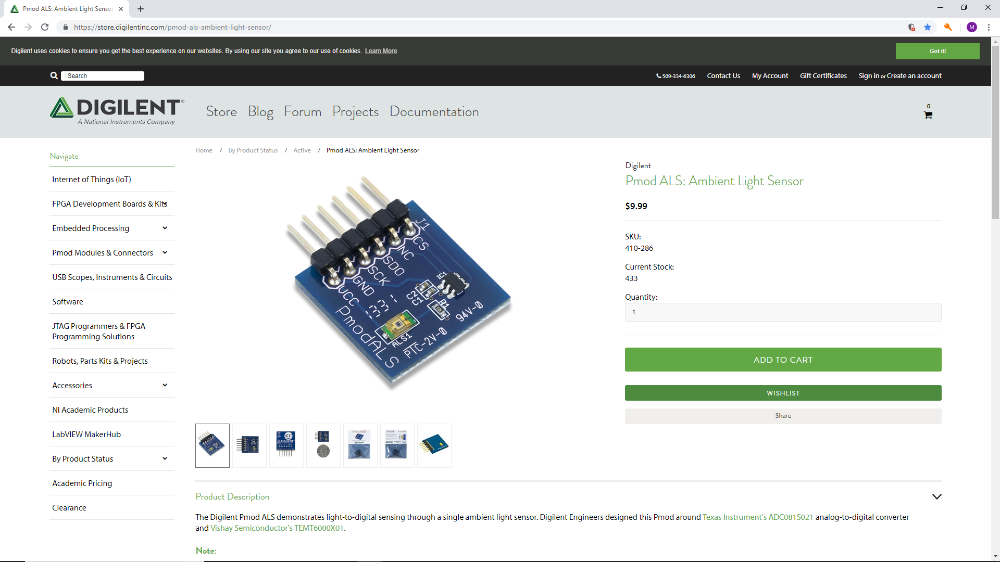 Pmod ALS: Ambient Light Sensor
https://store.digilentinc.com/pmod-als-ambient-light-sensor/
M
Digilent uses cookies to ensure you get the best experience on our websites. By using our site you agree to our use of cookies. Learn More
Got it!
Search
509-334-6306 Contact Us My Account Gift Certificates Sign in or Create an account
DIGILENT®
A National Instruments Company
Store Blog Forum Projects Documentation
0
Navigate
Internet of Things (IoT)
FPGA Development Boards & Kits
Embedded Processing
Pmod Modules & Connectors
USB Scopes, Instruments & Circuits
Software
JTAG Programmers & FPGA
Programming Solutions
Robots, Parts Kits & Projects
Accessories
NI Academic Products
LabVIEW MakerHub
By Product Status
Academic Pricing
Clearance
Home / By Product Status / Active / Pmod ALS: Ambient Light Sensor
J1
CS
NC
SDO
SCK
GND
VCC
IC1
C2
C1
R1
94V-0
PmodALS
ALS1
PTC-2V-0
Digilent
Pmod ALS: Ambient Light Sensor
$9.99
SKU:
410-286
Current Stock:
433
Quantity:
1
ADD TO CART
WISHLIST
Share
DIGILENT
PmodALS
Product Description
The Digilent Pmod ALS demonstrates light-to-digital sensing through a single ambient light sensor. Digilent Engineers designed this Pmod around Texas Instrument's ADC081S021 analog-to-digital converter
and Vishay Semiconductor's TEMT6000X01.
Note: